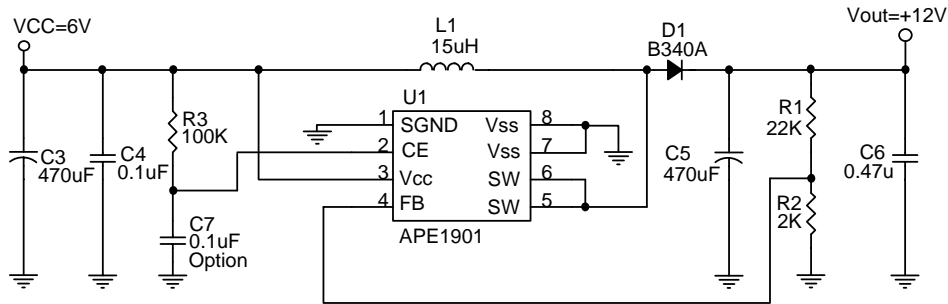 VCC=6V
L1
15uH
D1
B340A
Vout=+12V
U1
R3
100K
C3
470uF
C4
0.1uF
C7
0.1uF
Option
1 SGND Vss 8
2 CE Vss 7
3 Vcc SW 6
4 FB SW 5
APE1901
C5
470uF
R1
22K
R2
2K
C6
0.47u